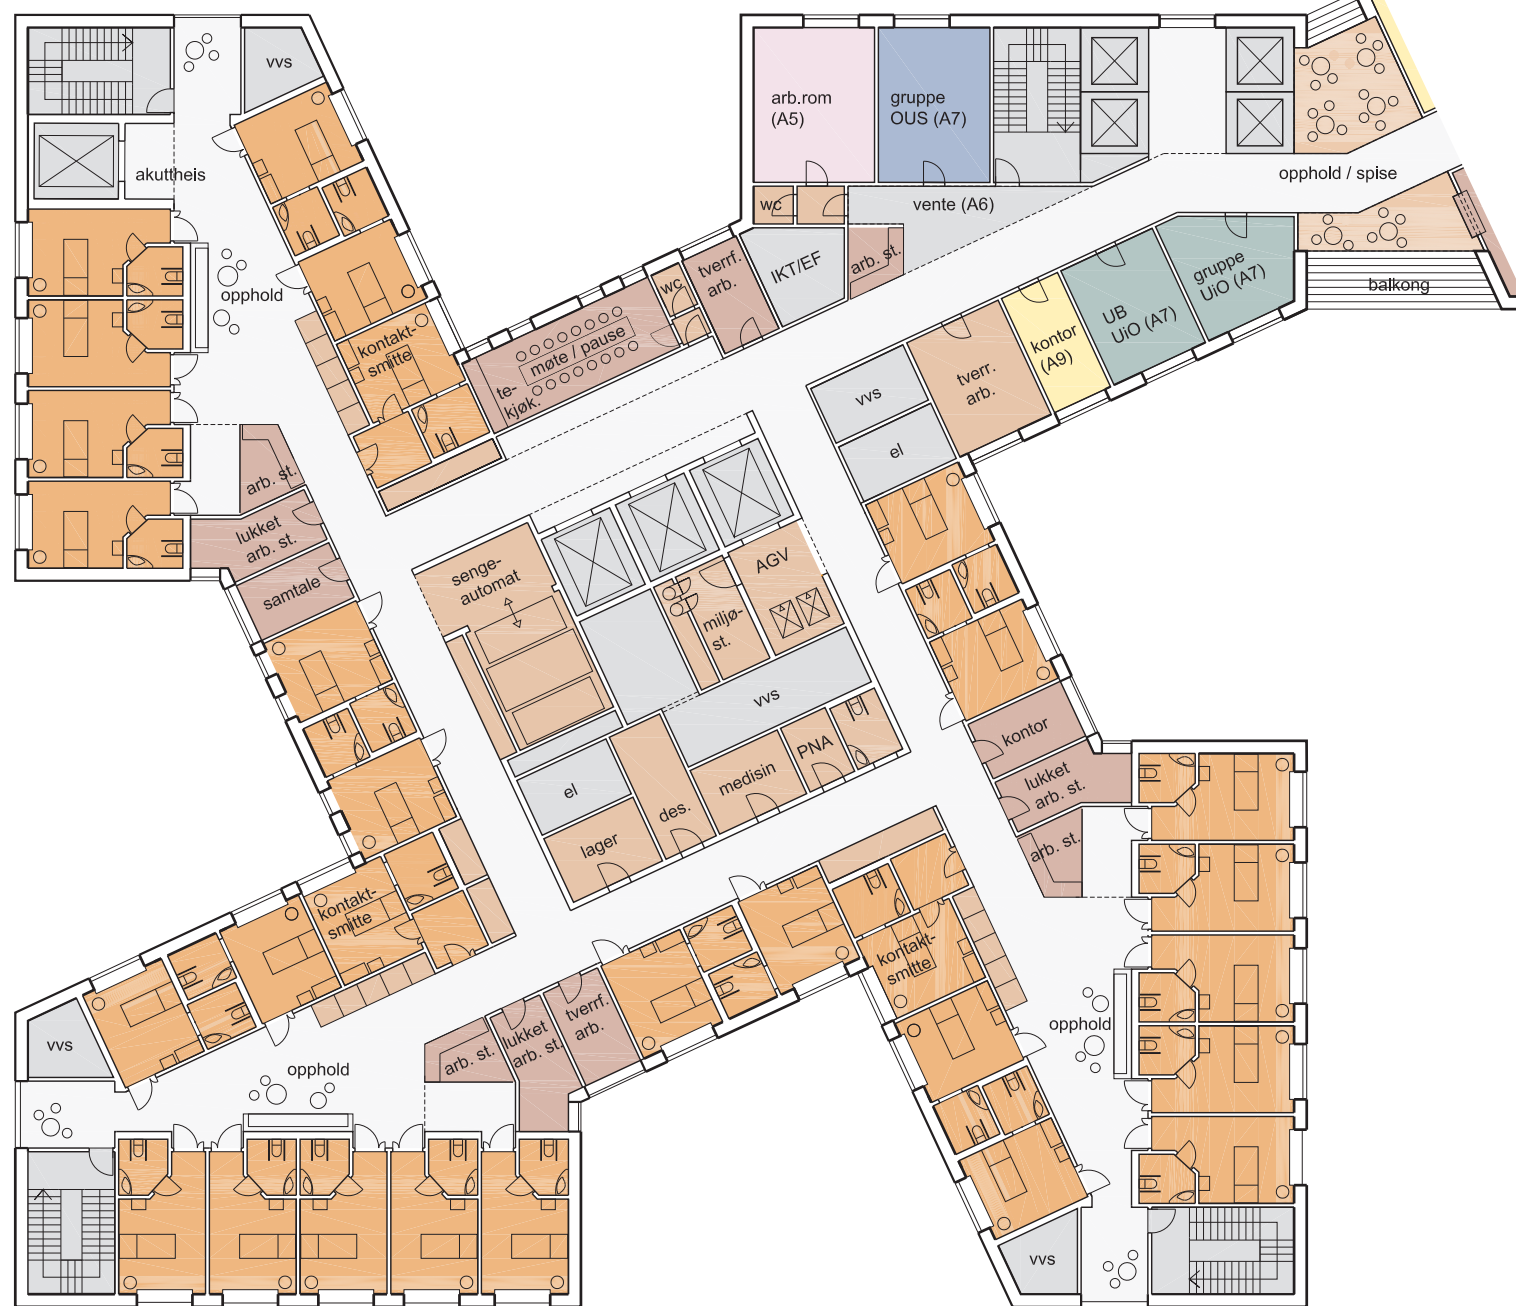 vvs
arb.rom
(A5)
gruppe
OUS (A7)
akuttheis
opphold / spise
wc
vente (A6)
tverrf.
arb.
IKT/EF
arb. st.
gruppe
UiO (A7)
balkong
opphold
wc
UB
UiO (A7)
kontor
(A9)
kontakt-
smitte
møte / pause
te-
kjøk.
tverr.
arb.
vvs
el
arb. st.
lukket
arb. st.
samtale
senge-
automat
AGV
miljø-
st.
vvs
kontor
lukket
arb. st.
arb. st.
PNA
medisin
el
des.
lager
kontakt-
smitte
kontakt-
smitte
vvs
opphold
arb. st.
lukket
arb. st.
tverrf.
arb.
opphold
vvs